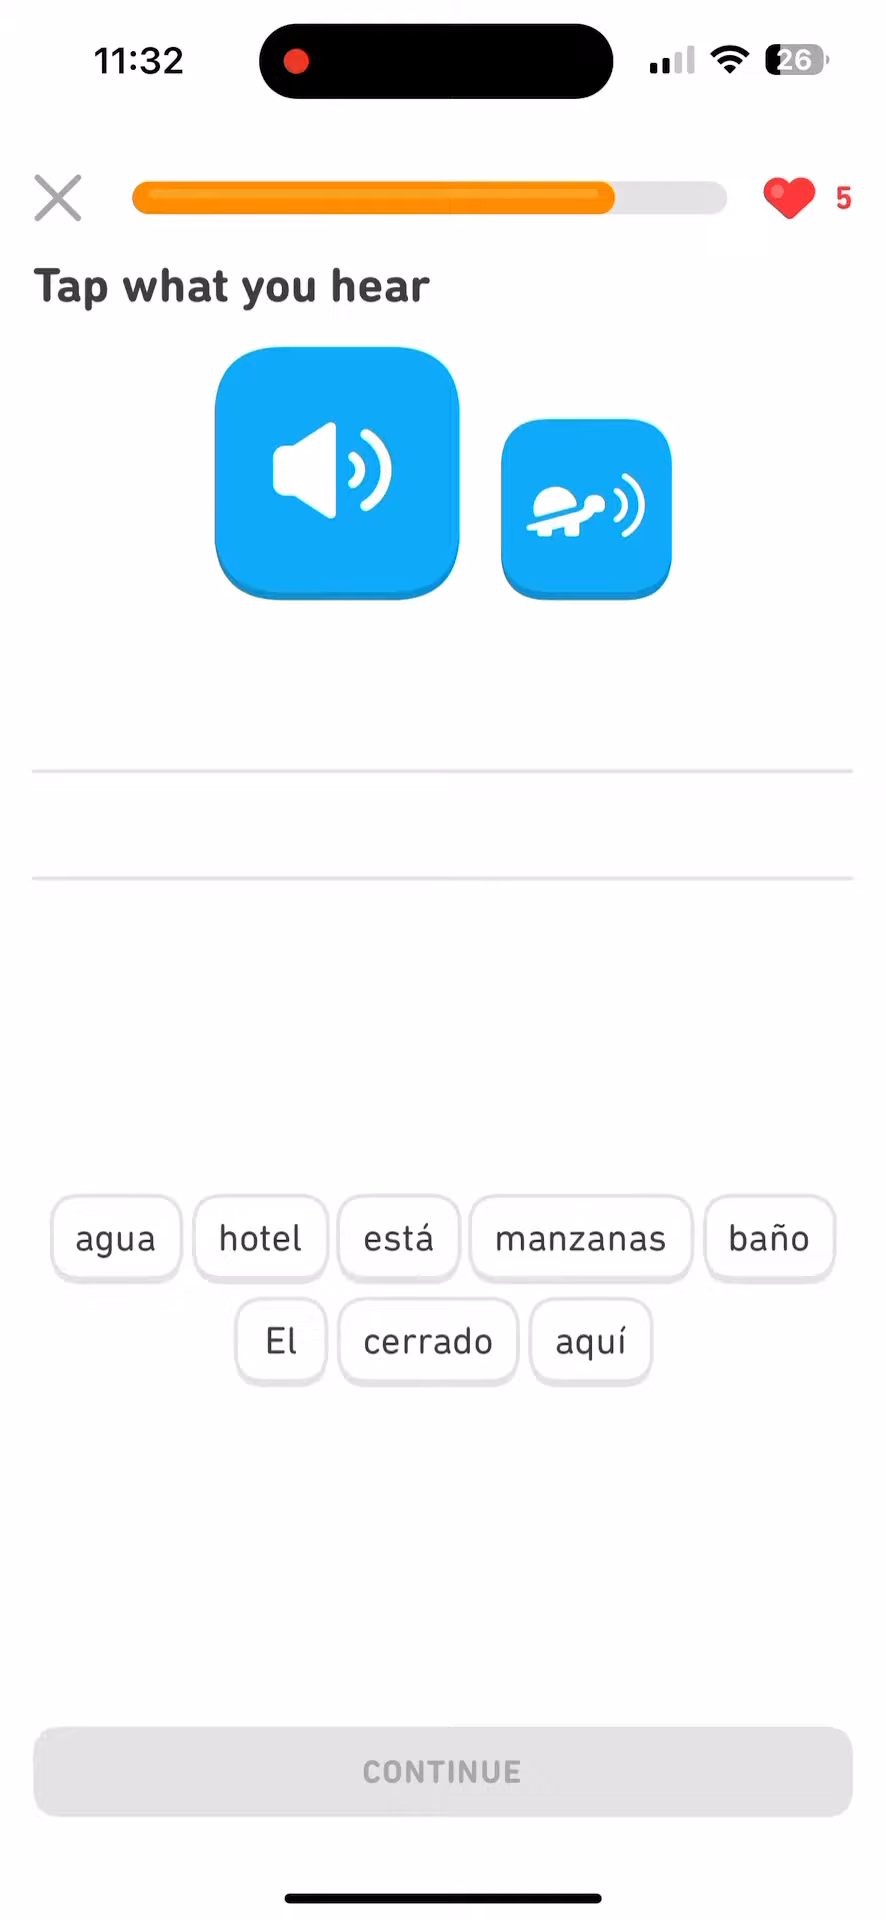 11:32
26
5
Tap what you hear
agua hotel está manzanas baño
El cerrado aquí
CONTINUE